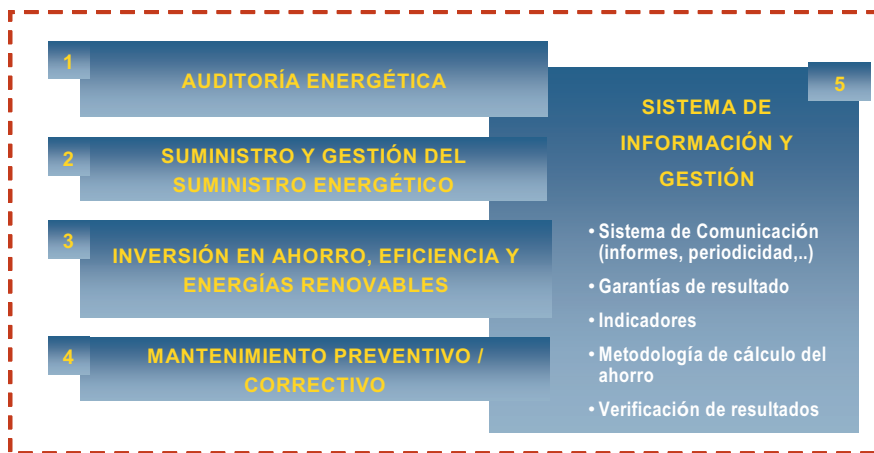 1
AUDITORÍA ENERGÉTICA
2
SUMINISTRO Y GESTIÓN DEL
SUMINISTRO ENERGÉTICO
3
INVERSIÓN EN AHORRO, EFICIENCIA Y
ENERGÍAS RENOVABLES
4
MANTENIMIENTO PREVENTIVO /
CORRECTIVO
5
SISTEMA DE
INFORMACIÓN Y
GESTIÓN
• Sistema de Comunicación
(informes, periodicidad,..)
• Garantías de resultado
• Indicadores
• Metodología de cálculo del
ahorro
• Verificación de resultados